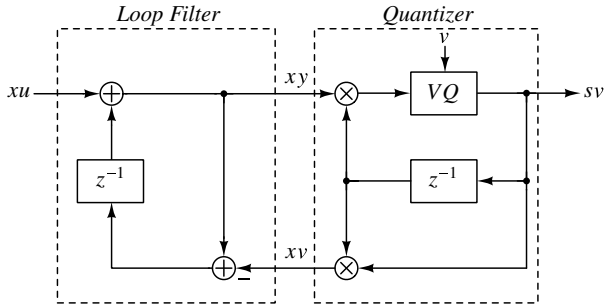 Loop Filter
Quantizer
v
xu
xy
VQ
sv
z⁻¹
z⁻¹
xv